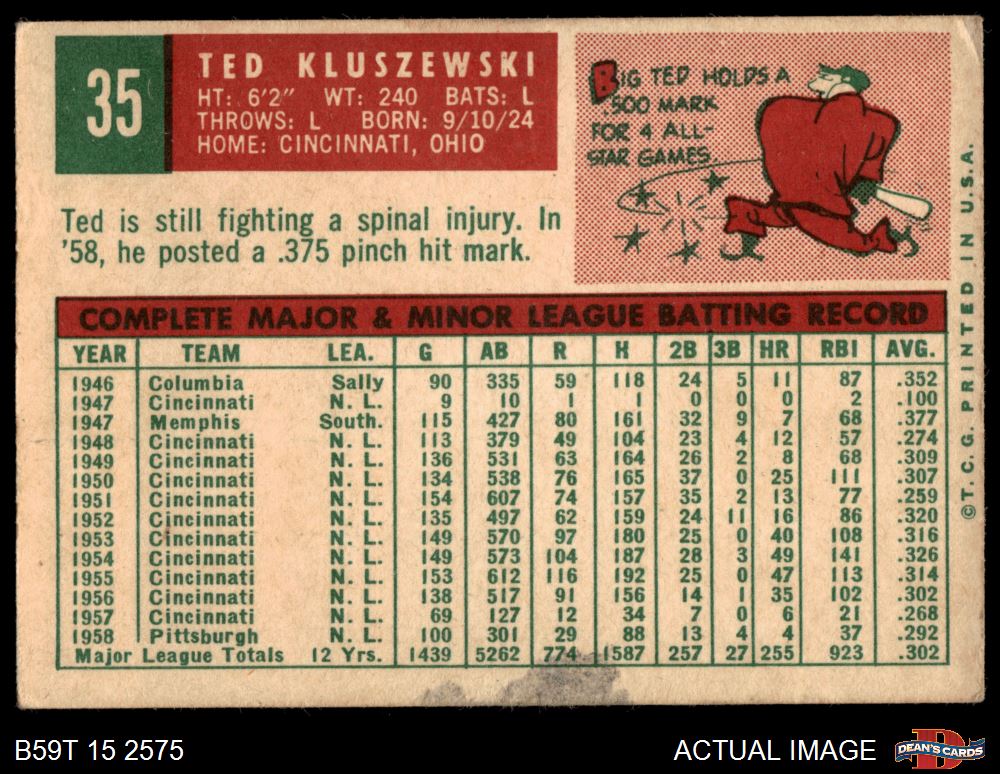 35
TED KLUSZEWSKI
HT: 6'2" WT: 240 BATS: L
THROWS: L BORN: 9/10/24
HOME: CINCINNATI, OHIO
BIG TED HOLDS A
.500 MARK
FOR 4 ALL-
STAR GAMES.
Ted is still fighting a spinal injury. In
'58, he posted a .375 pinch hit mark.
COMPLETE MAJOR & MINOR LEAGUE BATTING RECORD
YEAR TEAM LEA. G AB R H 2B 3B HR RBI AVG.
1946 Columbia Sally 90 335 59 118 24 5 11 87 .352
1947 Cincinnati N. L. 9 10 1 1 0 0 0 2 .100
1947 Memphis South. 115 427 80 161 32 9 7 68 .377
1948 Cincinnati N. L. 113 379 49 104 23 4 12 57 .274
1949 Cincinnati N. L. 136 531 63 164 26 2 8 68 .309
1950 Cincinnati N. L. 134 538 76 165 37 0 25 111 .307
1951 Cincinnati N. L. 154 607 74 157 35 2 13 77 .259
1952 Cincinnati N. L. 135 497 62 159 24 11 16 86 .320
1953 Cincinnati N. L. 149 570 97 180 25 0 40 108 .316
1954 Cincinnati N. L. 149 573 104 187 28 3 49 141 .326
1955 Cincinnati N. L. 153 612 116 192 25 0 47 113 .314
1956 Cincinnati N. L. 138 517 91 156 14 1 35 102 .302
1957 Cincinnati N. L. 69 127 12 34 7 0 6 21 .268
1958 Pittsburgh N. L. 100 301 29 88 13 4 4 37 .292
Major League Totals 12 Yrs. 1439 5262 774 1587 257 27 255 923 .302
©T. C. G. PRINTED IN U.S.A.
B59T 15 2575
ACTUAL IMAGE
DEAN'S CARDS